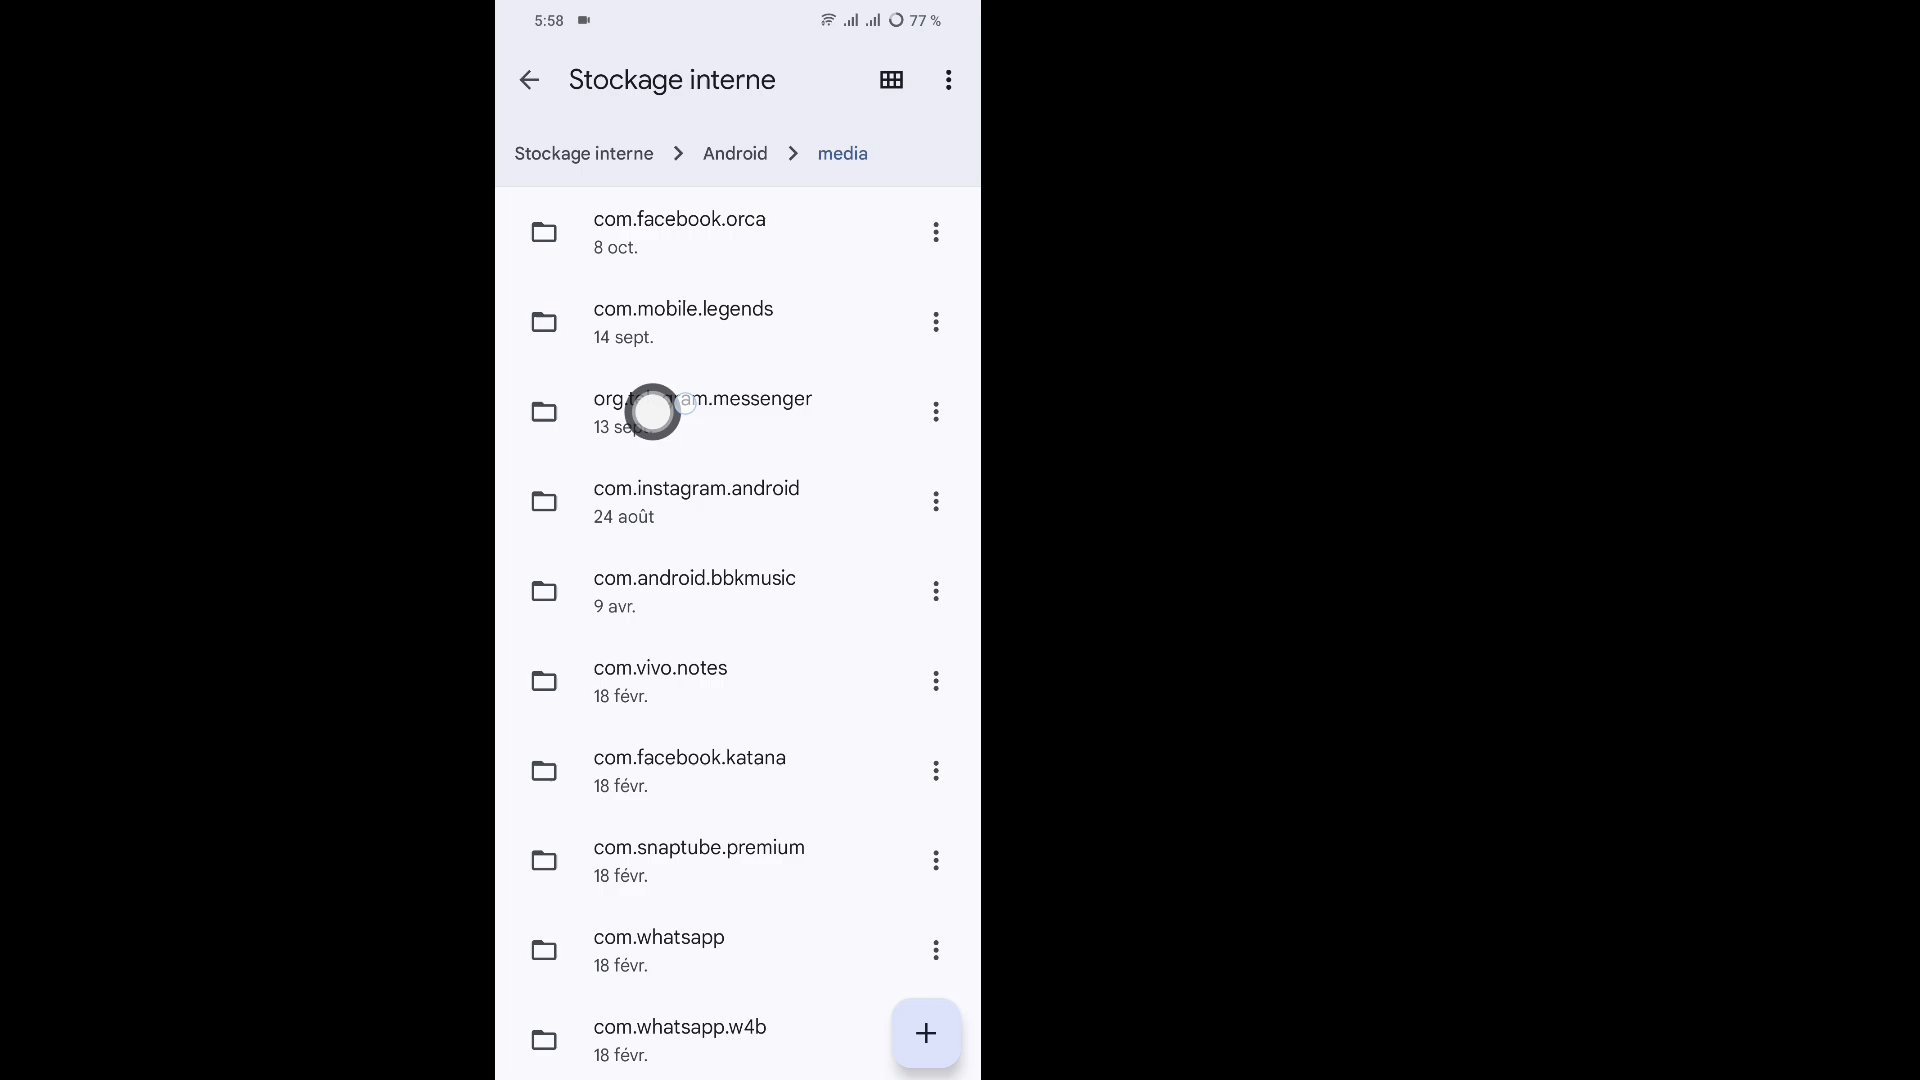 5:58
77 %
Stockage interne
Stockage interne > Android > media
com.facebook.orca
8 oct.
com.mobile.legends
14 sept.
org.telegram.messenger
13 sept.
com.instagram.android
24 août
com.android.bbkmusic
9 avr.
com.vivo.notes
18 févr.
com.facebook.katana
18 févr.
com.snaptube.premium
18 févr.
com.whatsapp
18 févr.
com.whatsapp.w4b
18 févr.